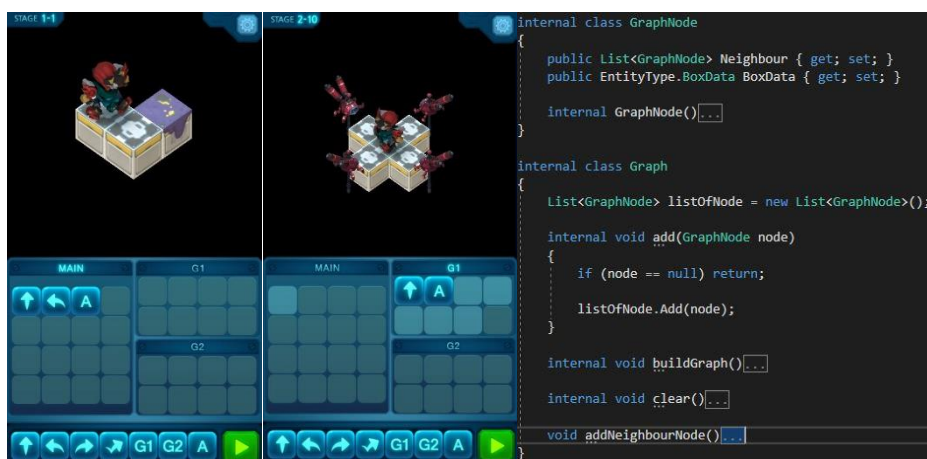 STAGE 1-1
MAIN
G1
A
G2
G1 G2 A
STAGE 2-10
MAIN
G1
A
G2
G1 G2 A
internal class GraphNode
{
public List<GraphNode> Neighbour { get; set; }
public EntityType.BoxData BoxData { get; set; }
internal GraphNode()...
}
internal class Graph
{
List<GraphNode> listOfNode = new List<GraphNode>();
internal void add(GraphNode node)
{
if (node == null) return;
listOfNode.Add(node);
}
internal void buildGraph()...
internal void clear()...
void addNeighbourNode()...
}